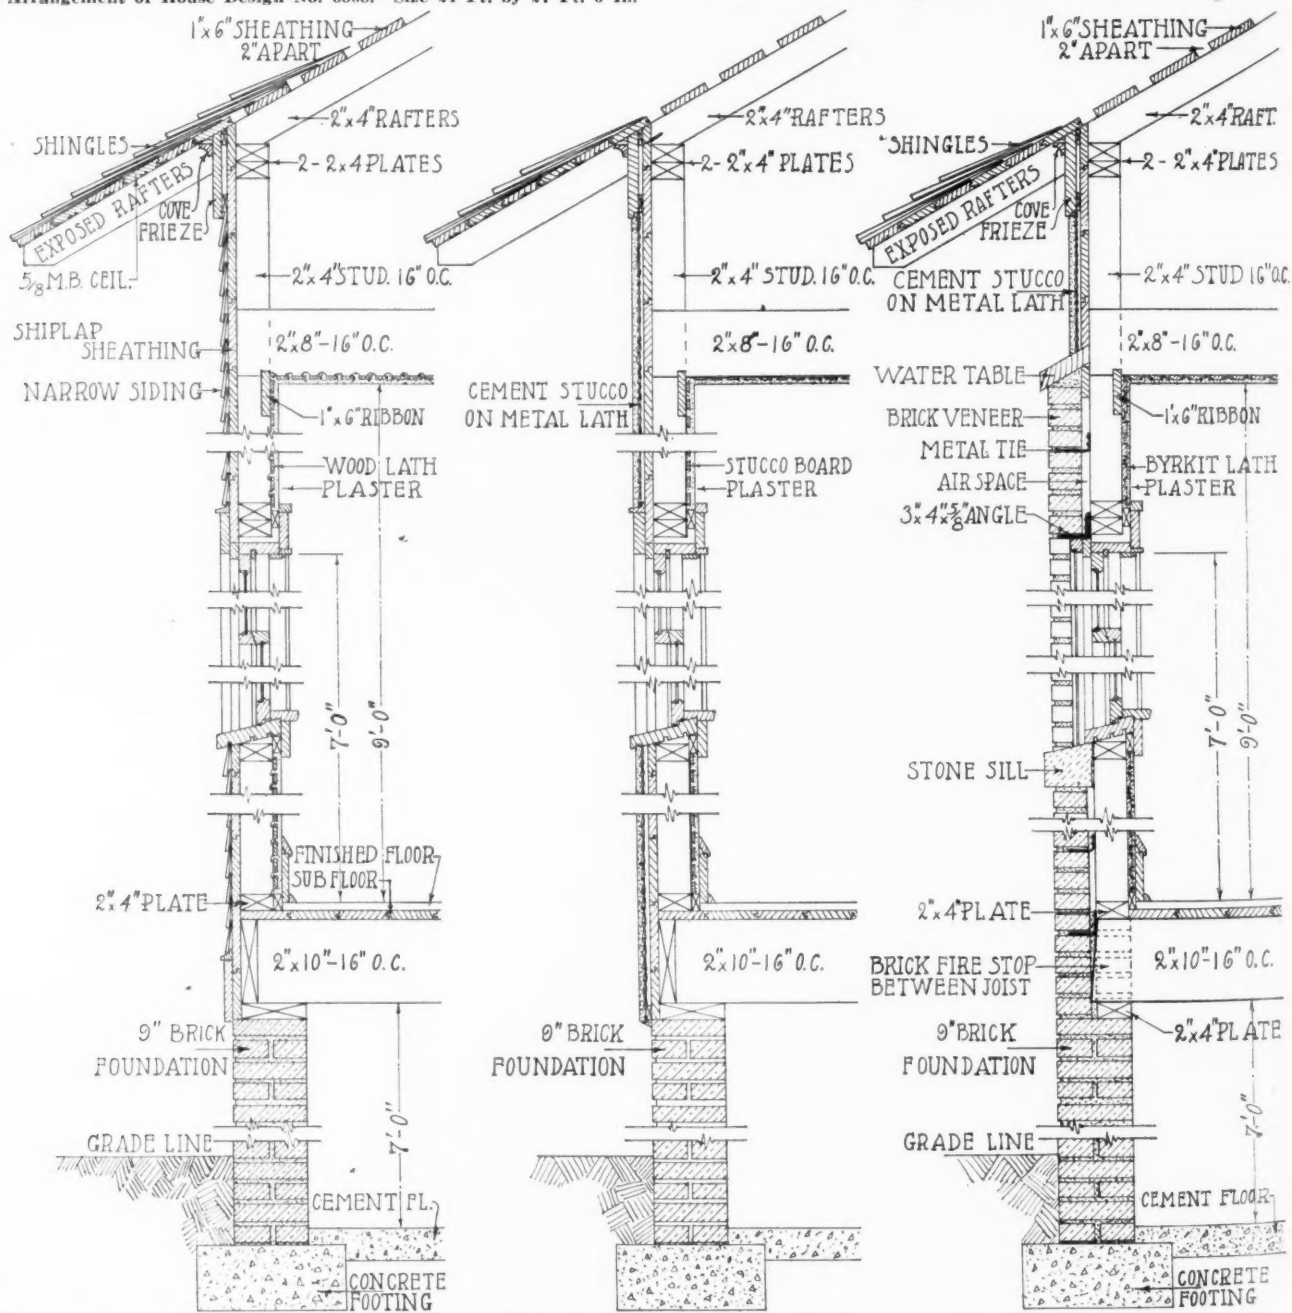 1"x6" SHEATHING
2" APART
2"x4" RAFTERS
SHINGLES
2-2x4 PLATES
EXPOSED RAFTERS
COVE
FRIEZE
5/8 M.B. CEIL.
2"x4" STUD. 16" O.C.
SHIPLAP
SHEATHING
2"x8"-16" O.C.
NARROW SIDING
1"x6" RIBBON
WOOD LATH
PLASTER
7'-0"
9'-0"
FINISHED FLOOR
SUB FLOOR
2"x4" PLATE
2"x10"-16" O.C.
9" BRICK
FOUNDATION
7'-0"
GRADE LINE
CEMENT FL.
CONCRETE
FOOTING
2"x4" RAFTERS
2-2"x4" PLATES
2"x4" STUD. 16" O.C.
2"x8"-16" O.C.
CEMENT STUCCO
ON METAL LATH
STUCCO BOARD
PLASTER
2"x10"-16" O.C.
9" BRICK
FOUNDATION
1"x6" SHEATHING
2" APART
2"x4" RAFT.
SHINGLES
2-2"x4" PLATES
EXPOSED RAFTERS
COVE
FRIEZE
CEMENT STUCCO
ON METAL LATH
2"x4" STUD 16" O.C.
2"x8"-16" O.C.
WATER TABLE
BRICK VENEER
1"x6" RIBBON
METAL TIE
AIR SPACE
BYRKIT LATH
PLASTER
3"x4"x5/8" ANGLE
7'-0"
9'-0"
STONE SILL
2"x4" PLATE
BRICK FIRE STOP
BETWEEN JOIST
2"x10"-16" O.C.
2"x4" PLATE
9" BRICK
FOUNDATION
7'-0"
GRADE LINE
CEMENT FLOOR
CONCRETE
FOOTING